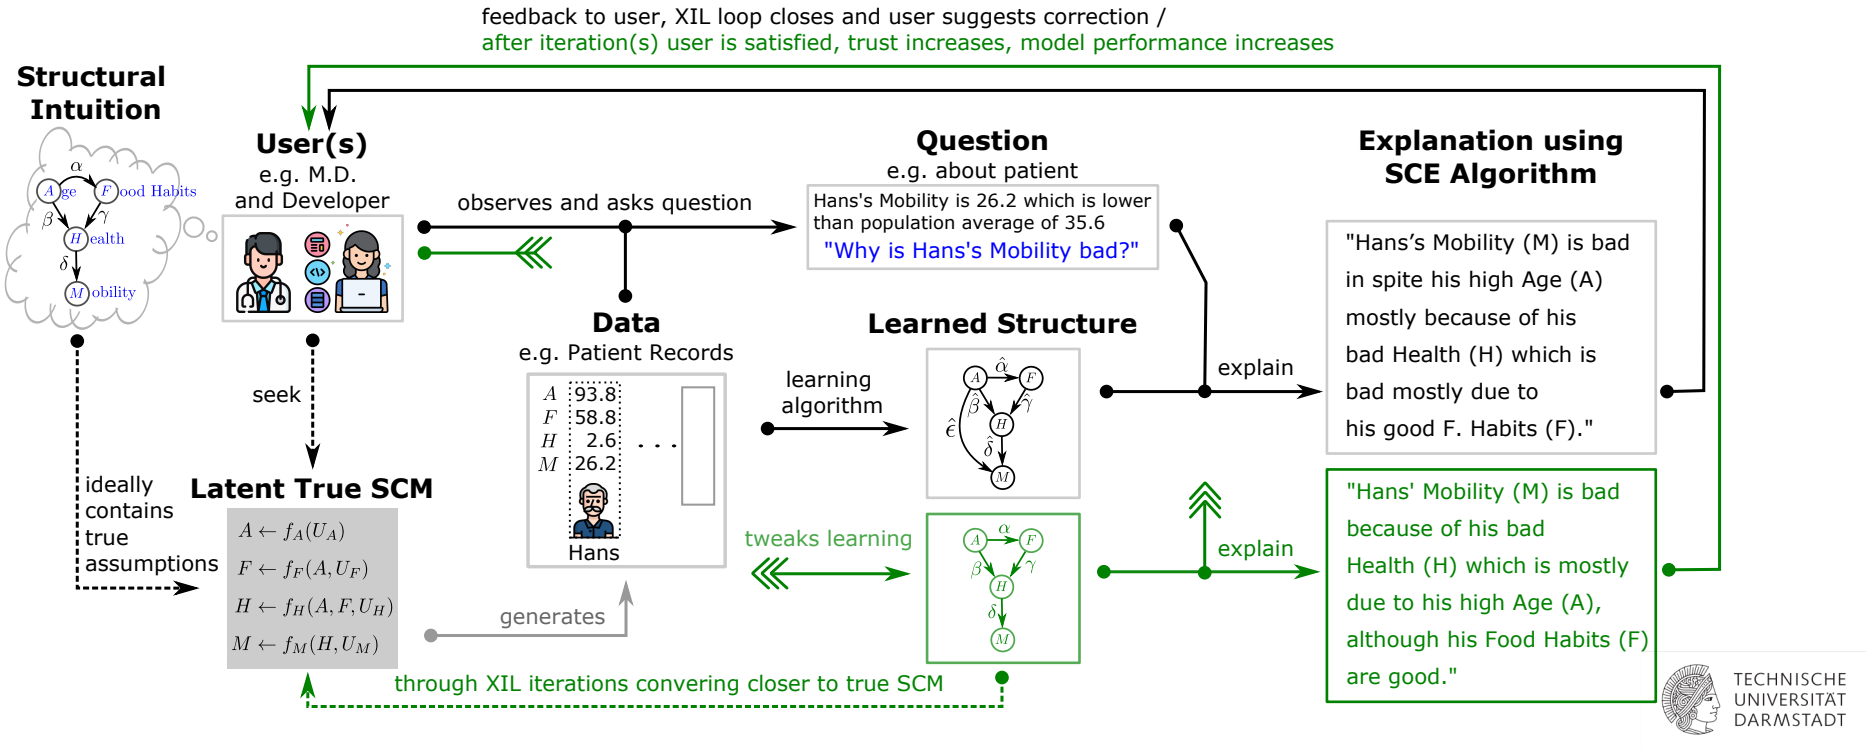 feedback to user, XIL loop closes and user suggests correction /
after iteration(s) user is satisfied, trust increases, model performance increases
Structural
Intuition
α
Age
Food Habits
β
γ
Health
δ
Mobility
User(s)
e.g. M.D.
and Developer
observes and asks question
Question
e.g. about patient
Hans's Mobility is 26.2 which is lower
than population average of 35.6
"Why is Hans's Mobility bad?"
Explanation using
SCE Algorithm
"Hans’s Mobility (M) is bad
in spite his high Age (A)
mostly because of his
bad Health (H) which is
bad mostly due to
his good F. Habits (F)."
seek
ideally
contains
true
assumptions
Latent True SCM
A ← f_A(U_A)
F ← f_F(A, U_F)
H ← f_H(A, F, U_H)
M ← f_M(H, U_M)
generates
Data
e.g. Patient Records
A 93.8
F 58.8
H 2.6
M 26.2
. . .
Hans
learning
algorithm
Learned Structure
A
α̂
F
β̂
γ̂
ϵ̂
H
δ̂
M
explain
tweaks learning
A
α
F
β
γ
H
δ
M
explain
"Hans' Mobility (M) is bad
because of his bad
Health (H) which is mostly
due to his high Age (A),
although his Food Habits (F)
are good."
through XIL iterations convering closer to true SCM
TECHNISCHE
UNIVERSITÄT
DARMSTADT